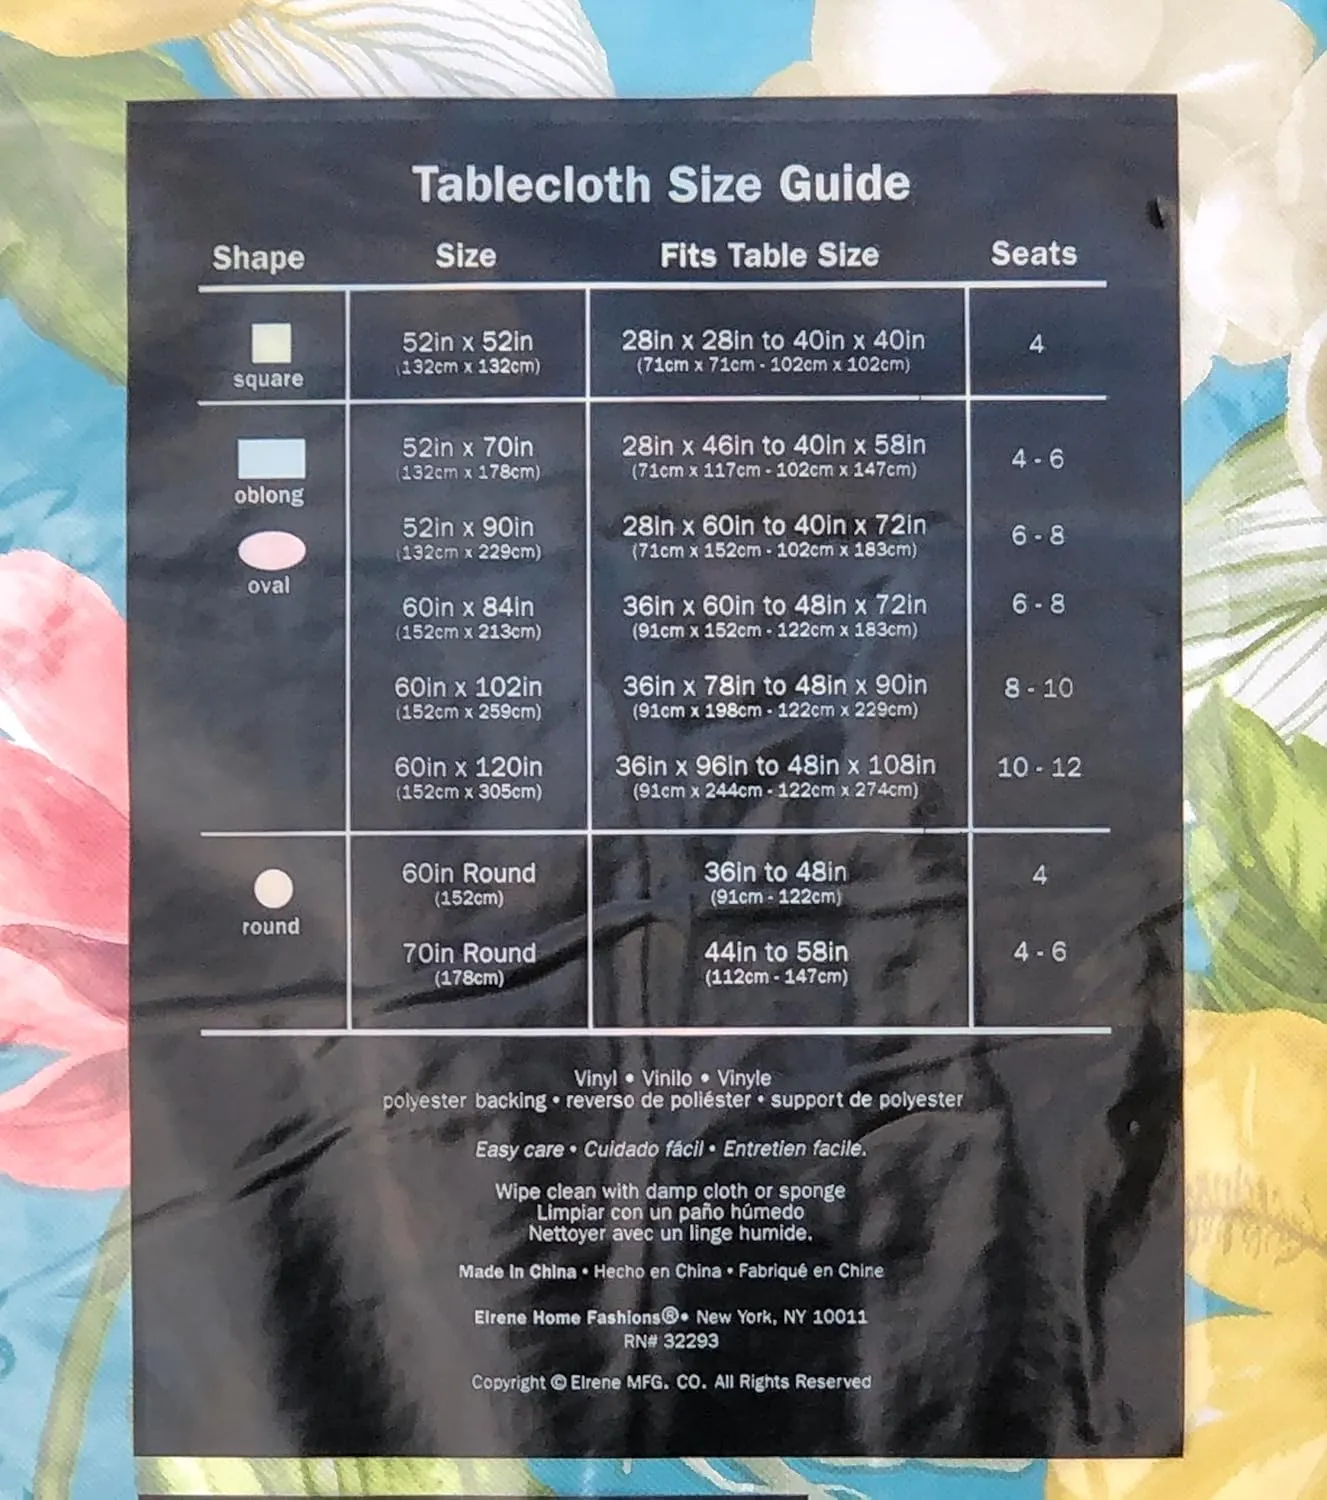 Tablecloth Size Guide
Shape Size Fits Table Size Seats
square
52in x 52in 28in x 28in to 40in x 40in 4
(132cm x 132cm) (71cm x 71cm - 102cm x 102cm)
oblong
oval
52in x 70in 28in x 46in to 40in x 58in 4 - 6
(132cm x 178cm) (71cm x 117cm - 102cm x 147cm)
52in x 90in 28in x 60in to 40in x 72in 6 - 8
(132cm x 229cm) (71cm x 152cm - 102cm x 183cm)
60in x 84in 36in x 60in to 48in x 72in 6 - 8
(152cm x 213cm) (91cm x 152cm - 122cm x 183cm)
60in x 102in 36in x 78in to 48in x 90in 8 - 10
(152cm x 259cm) (91cm x 198cm - 122cm x 229cm)
60in x 120in 36in x 96in to 48in x 108in 10 - 12
(152cm x 305cm) (91cm x 244cm - 122cm x 274cm)
round
60in Round 36in to 48in 4
(152cm) (91cm - 122cm)
70in Round 44in to 58in 4 - 6
(178cm) (112cm - 147cm)
Vinyl • Vinilo • Vinyle
polyester backing • reverso de poliéster • support de polyester
Easy care • Cuidado fácil • Entretien facile.
Wipe clean with damp cloth or sponge
Limpiar con un paño húmedo
Nettoyer avec un linge humide.
Made in China • Hecho en China • Fabriqué en Chine
Elrene Home Fashions®• New York, NY 10011
RN# 32293
Copyright © Elrene MFG. CO. All Rights Reserved